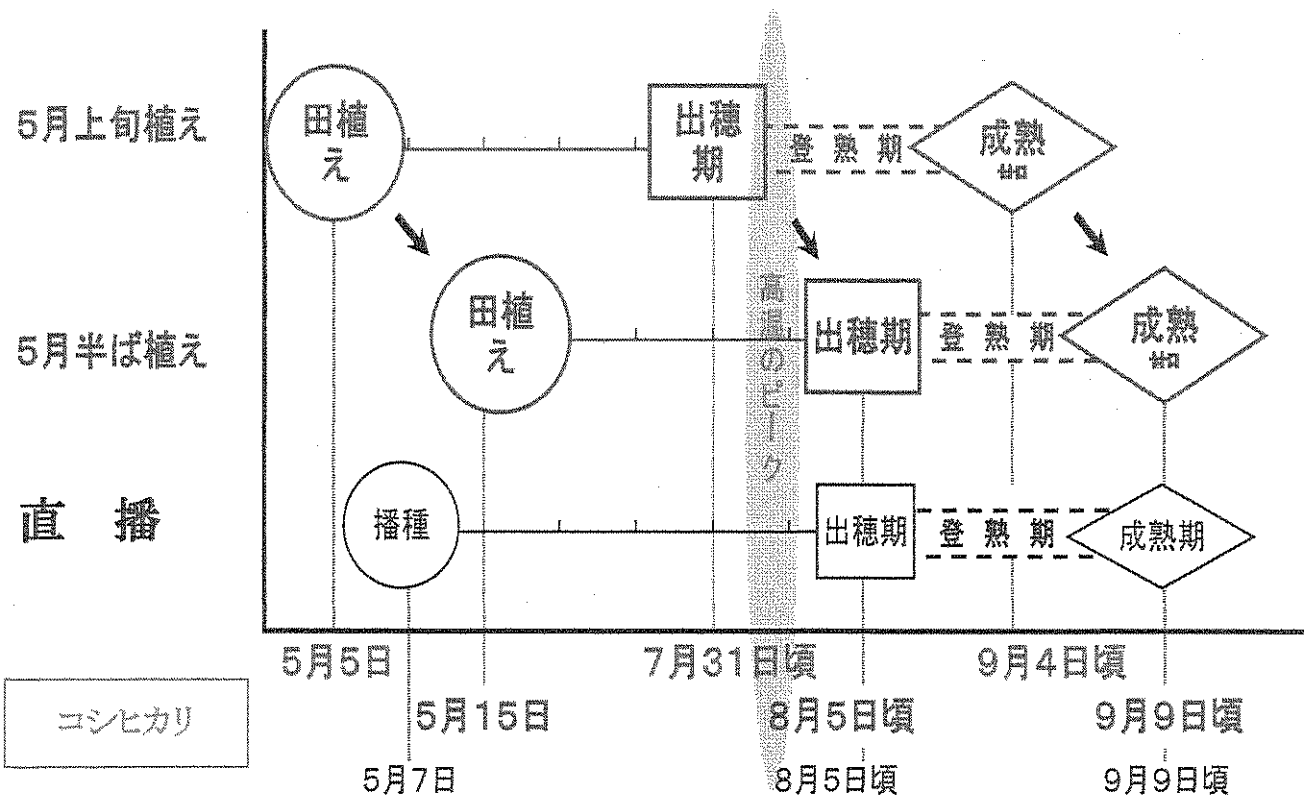 5月上旬植え
田植
え
出穂
期
登熟期
成熟
5月半ば植え
田植
え
高温のピーク
出穂期
登熟期
成熟
直播
播種
出穂期
登熟期
成熟期
5月5日
7月31日頃
9月4日頃
コシヒカリ
5月15日
8月5日頃
9月9日頃
5月7日
8月5日頃
9月9日頃